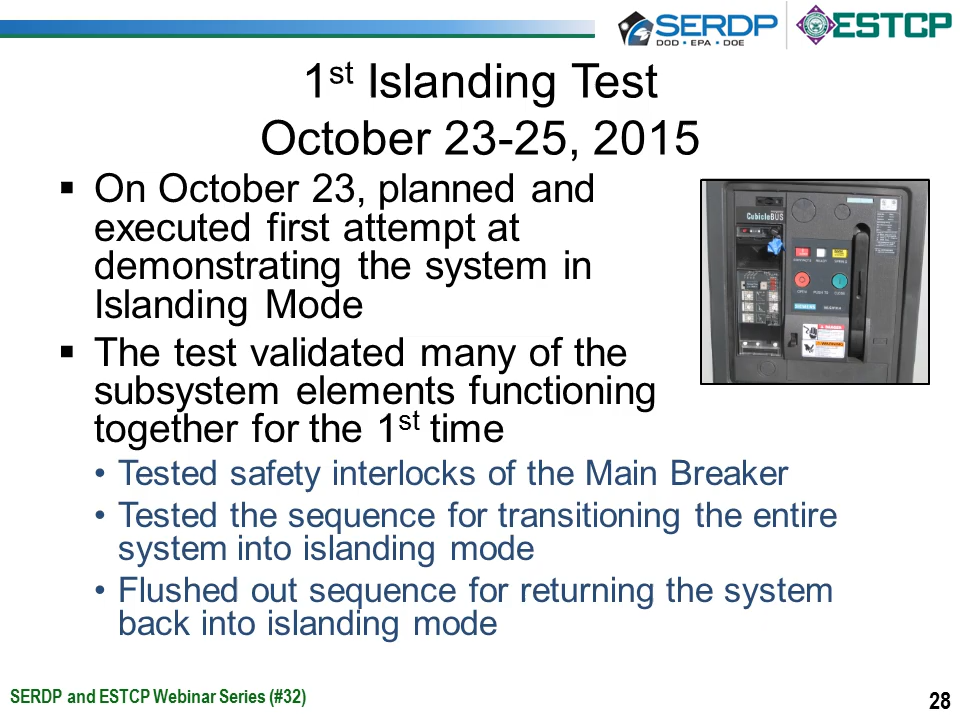 SERDP
DOD • EPA • DOE
ESTCP
1st Islanding Test
October 23-25, 2015
▪ On October 23, planned and
executed first attempt at
demonstrating the system in
Islanding Mode
▪ The test validated many of the
subsystem elements functioning
together for the 1st time
• Tested safety interlocks of the Main Breaker
• Tested the sequence for transitioning the entire
system into islanding mode
• Flushed out sequence for returning the system
back into islanding mode
CubicleBUS
OPEN
CLOSE
SIEMENS
SERDP and ESTCP Webinar Series (#32)
28